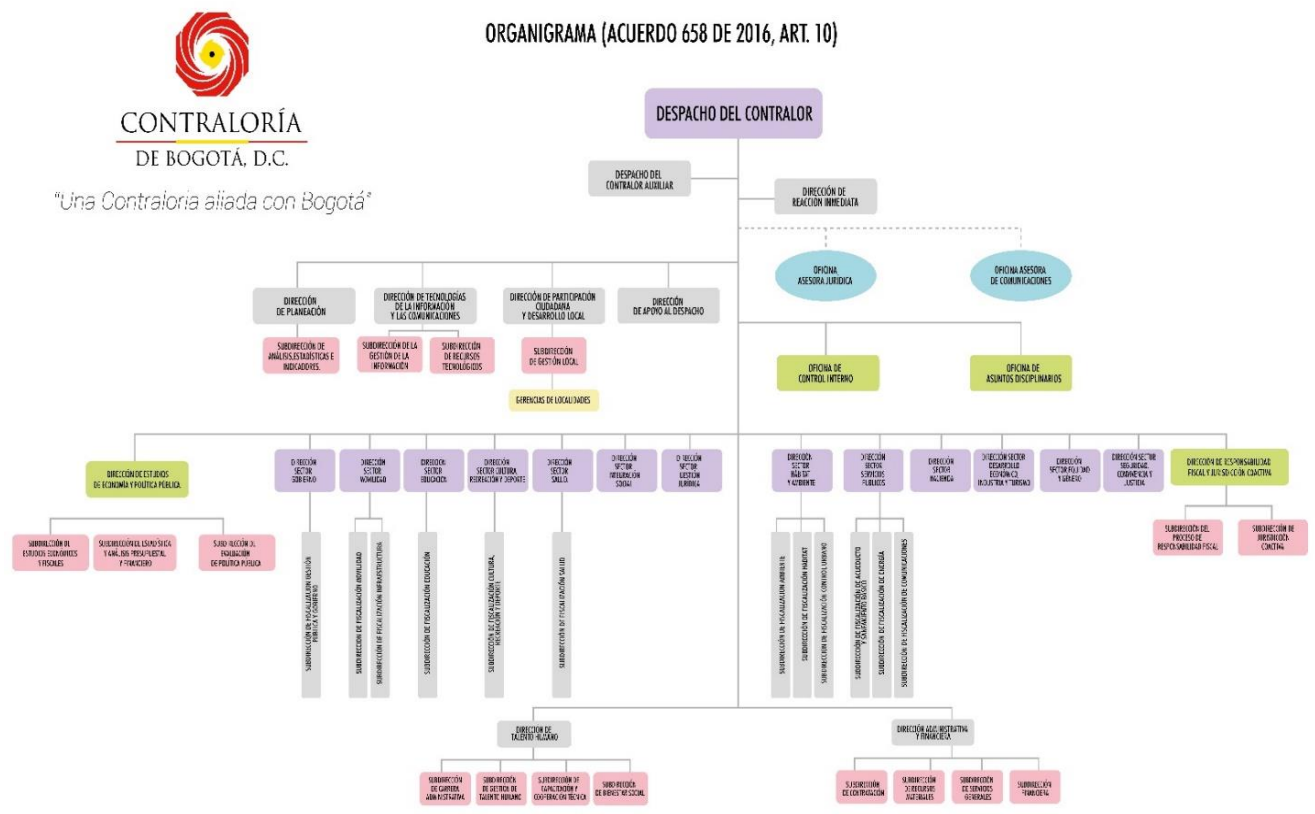 ORGANIGRAMA (ACUERDO 658 DE 2016, ART. 10)
CONTRALORÍA
DE BOGOTÁ, D.C.
"Una Contraloria aliada con Bogotá"
DESPACHO DEL CONTRALOR
DESPACHO DEL
CONTRALOR AUXILIAR
DIRECCIÓN DE
REACCIÓN INMEDIATA
OFICINA
ASESORA JURIDICA
OFICINA ASESORA
DE COMUNICACIONES
DIRECCIÓN
DE PLANEACIÓN
DIRECCIÓN DE TECNOLOGÍAS
DE LA INFORMACIÓN
Y LAS COMUNICACIONES
DIRECCIÓN DE PARTICIPACIÓN
CIUDADANA
Y DESARROLLO LOCAL
DIRECCIÓN
DE APOYO AL DESPACHO
SUBDIRECCIÓN DE
ANÁLISIS, ESTADÍSTICAS E
INDICADORES.
SUBDIRECCIÓN DE LA
GESTIÓN DE LA
INFORMACIÓN
SUBDIRECCIÓN
DE RECURSOS
TECNOLÓGICOS
SUBDIRECCIÓN
DE GESTIÓN LOCAL
GERENCIAS DE LOCALIDADES
OFICINA DE
CONTROL INTERNO
OFICINA DE
ASUNTOS DISCIPLINARIOS
DIRECCIÓN DE ESTUDIOS
DE ECONOMÍA Y POLÍTICA PÚBLICA.
DIRECCIÓN
SECTOR
GOBIERNO
DIRECCIÓN
SECTOR
MOVILIDAD
DIRECCIÓN
SECTOR
EDUCACIÓN
DIRECCIÓN
SECTOR CULTURA
RECREACIÓN Y DEPORTE
DIRECCIÓN
SECTOR
SALUD.
DIRECCIÓN
SECTOR
INTEGRACIÓN
SOCIAL
DIRECCIÓN
SECTOR
GESTIÓN
JURÍDICA
DIRECCIÓN
SECTOR
HÁBITAT
Y AMBIENTE
DIRECCIÓN
SECTOR
SERVICIOS
PÚBLICOS
DIRECCIÓN
SECTOR
HACIENDA
DIRECCIÓN SECTOR
DESARROLLO
ECONÓMICO,
INDUSTRIA Y TURISMO
DIRECCIÓN
SECTOR EQUIDAD
Y GÉNERO
DIRECCIÓN SECTOR
SEGURIDAD,
CONVIVENCIA Y
JUSTICIA
DIRECCIÓN DE RESPONSABILIDAD
FISCAL Y JURISDICCIÓN COACTIVA
SUBDIRECCIÓN DE
ESTUDIOS ECONÓMICOS
Y FISCALES
SUBDIRECCIÓN DE ESTADÍSTICA
Y ANÁLISIS PRESUPUESTAL
Y FINANCIERO
SUBDIRECCIÓN DE
EVALUACIÓN
DE POLÍTICA PÚBLICA
SUBDIRECCIÓN DEL
PROCESO DE
RESPONSABILIDAD FISCAL
SUBDIRECCIÓN DE
JURISDICCIÓN
COACTIVA
SUBDIRECCIÓN DE FISCALIZACIÓN GESTIÓN
PÚBLICA Y GOBIERNO
SUBDIRECCIÓN DE FISCALIZACIÓN MOVILIDAD
SUBDIRECCIÓN DE FISCALIZACIÓN INFRAESTRUCTURA
SUBDIRECCIÓN DE FISCALIZACIÓN EDUCACIÓN
SUBDIRECCIÓN DE FISCALIZACIÓN CULTURA,
RECREACIÓN Y DEPORTE
SUBDIRECCIÓN DE FISCALIZACIÓN SALUD
SUBDIRECCIÓN DE FISCALIZACIÓN AMBIENTE
SUBDIRECCIÓN DE FISCALIZACIÓN HÁBITAT
SUBDIRECCIÓN DE FISCALIZACIÓN CONTROL URBANO
SUBDIRECCIÓN DE FISCALIZACIÓN DE ACUEDUCTO
Y SANEAMIENTO BÁSICO
SUBDIRECCIÓN DE FISCALIZACIÓN DE ENERGÍA
SUBDIRECCIÓN DE FISCALIZACIÓN DE COMUNICACIONES
DIRECCION DE
TALENTO HUMANO
DIRECCIÓN ADMINISTRATIVA
Y FINANCIERA
SUBDIRECCIÓN
DE CARRERA
ADMINISTRATIVA
SUBDIRECCIÓN
DE GESTION DE
TALENTO HUMANO
SUBDIRECCIÓN DE
CAPACITACIÓN Y
COOPERACIÓN TÉCNICA
SUBDIRECCIÓN
DE BIENESTAR SOCIAL
SUBDIRECCIÓN
DE CONTRATACIÓN
SUBDIRECCIÓN
DE RECURSOS
MATERIALES
SUBDIRECCIÓN
DE SERVICIOS
GENERALES
SUBDIRECCIÓN
FINANCIERA